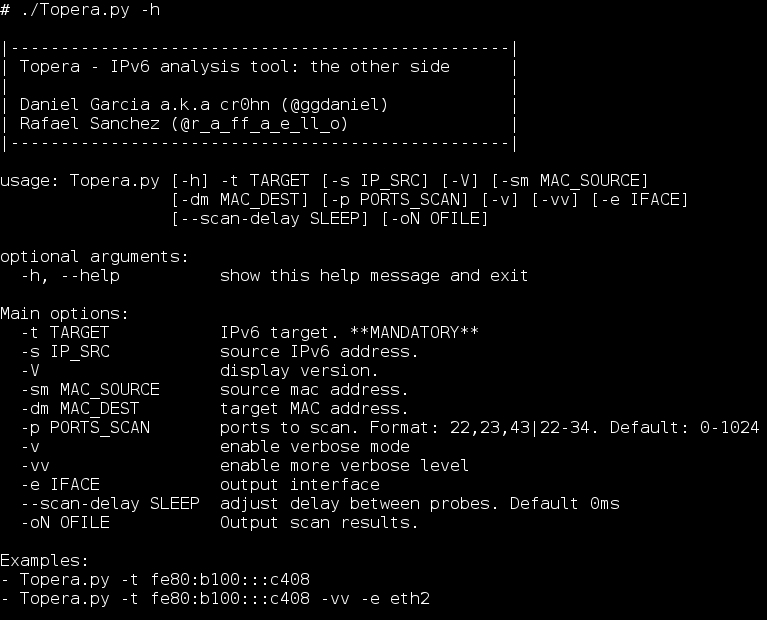 # ./Topera.py -h
|--------------------------------------------------|
| Topera - IPv6 analysis tool: the other side      |
|                                                  |
| Daniel Garcia a.k.a cr0hn (@ggdaniel)            |
| Rafael Sanchez (@r_a_ff_a_e_ll_o)                |
|--------------------------------------------------|
usage: Topera.py [-h] -t TARGET [-s IP_SRC] [-V] [-sm MAC_SOURCE]
                 [-dm MAC_DEST] [-p PORTS_SCAN] [-v] [-vv] [-e IFACE]
                 [--scan-delay SLEEP] [-oN OFILE]
optional arguments:
  -h, --help          show this help message and exit
Main options:
  -t TARGET           IPv6 target. **MANDATORY**
  -s IP_SRC           source IPv6 address.
  -V                  display version.
  -sm MAC_SOURCE      source mac address.
  -dm MAC_DEST        target MAC address.
  -p PORTS_SCAN       ports to scan. Format: 22,23,43|22-34. Default: 0-1024
  -v                  enable verbose mode
  -vv                 enable more verbose level
  -e IFACE            output interface
  --scan-delay SLEEP  adjust delay between probes. Default 0ms
  -oN OFILE           Output scan results.
Examples:
- Topera.py -t fe80:b100:::c408
- Topera.py -t fe80:b100:::c408 -vv -e eth2